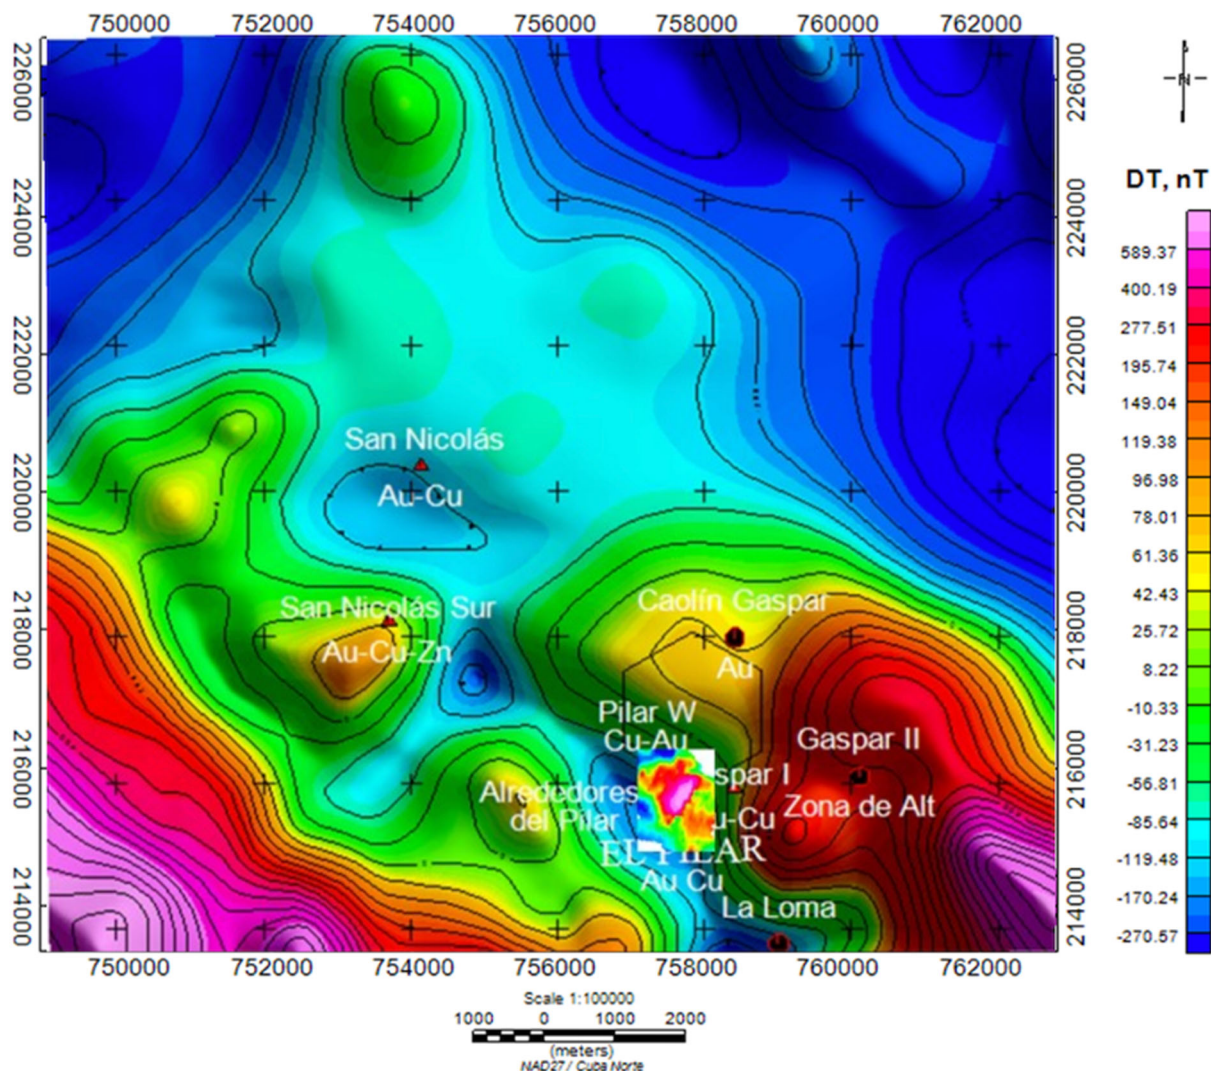 750000 752000 754000 756000 758000 760000 762000
226000
224000
222000
220000
218000
216000
214000
226000
224000
222000
220000
218000
216000
214000
N
DT, nT
589.37
400.19
277.51
195.74
149.04
119.38
96.98
78.01
61.36
42.43
25.72
8.22
-10.33
-31.23
-56.81
-85.64
-119.48
-170.24
-270.57
San Nicolás
Au-Cu
San Nicolás Sur
Au-Cu-Zn
Caolín Gaspar
Au
Pilar W
Cu-Au
Gaspar II
spar I
Alrededores
del Pilar
Zona de Alt
u-Cu
EL PILAR
Au Cu
La Loma
750000 752000 754000 756000 758000 760000 762000
Scale 1:100000
1000 0 1000 2000
(meters)
NAD27 / Cuba Norte